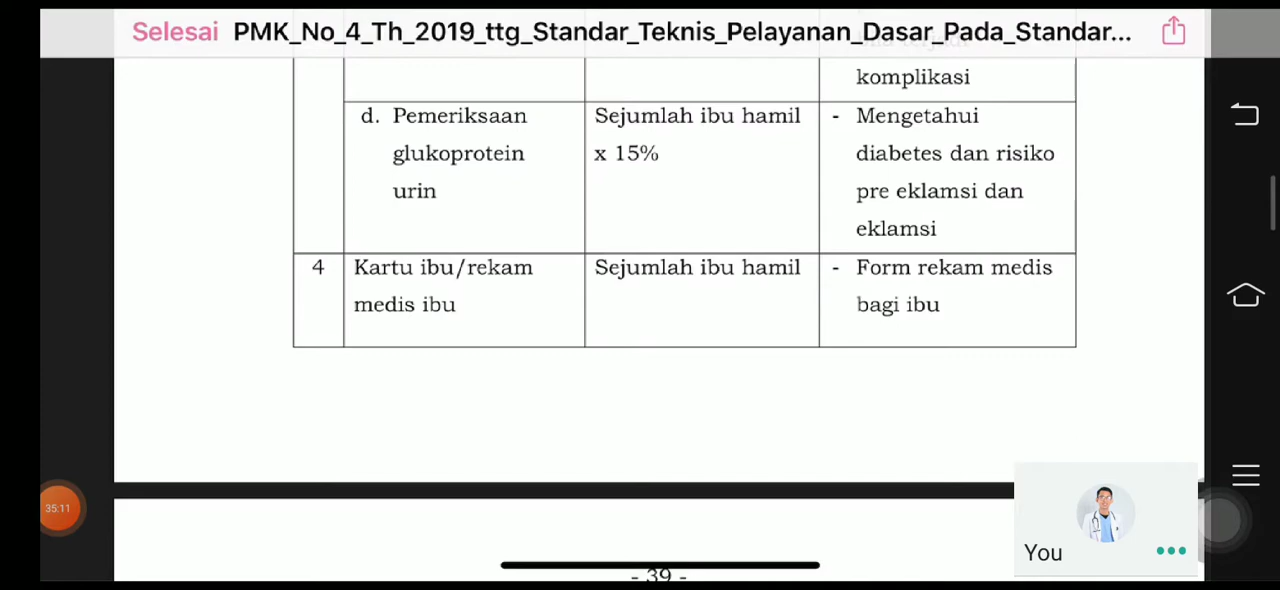 Selesai PMK_No_4_Th_2019_ttg_Standar_Teknis_Pelayanan_Dasar_Pada_Standar...
komplikasi
d. Pemeriksaan glukoprotein urin
Sejumlah ibu hamil x 15%
- Mengetahui diabetes dan risiko pre eklamsi dan eklamsi
4
Kartu ibu/rekam medis ibu
Sejumlah ibu hamil
- Form rekam medis bagi ibu
35:11
You
- 39 -